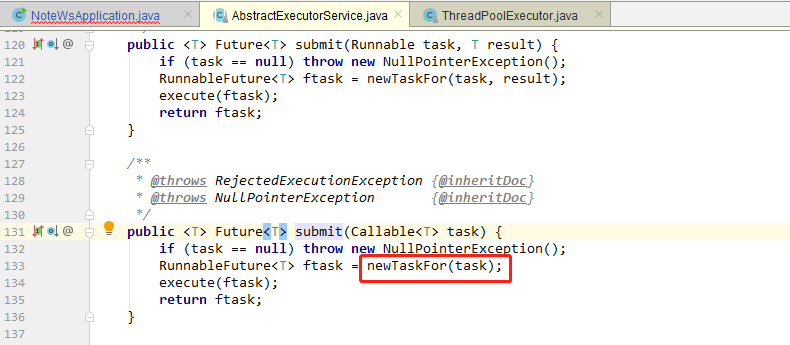 NoteWsApplication.java × AbstractExecutorService.java × ThreadPoolExecutor.java ×
120 @ public <T> Future<T> submit(Runnable task, T result) {
121 if (task == null) throw new NullPointerException();
122 RunnableFuture<T> ftask = newTaskFor(task, result);
123 execute(ftask);
124 return ftask;
125 }
126
127 /**
128 * @throws RejectedExecutionException {@inheritDoc}
129 * @throws NullPointerException {@inheritDoc}
130 */
131 @ public <T> Future<T> submit(Callable<T> task) {
132 if (task == null) throw new NullPointerException();
133 RunnableFuture<T> ftask = newTaskFor(task);
134 execute(ftask);
135 return ftask;
136 }
137